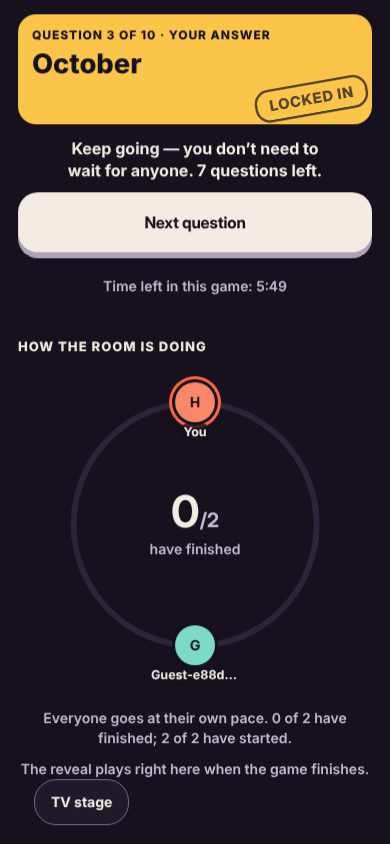 QUESTION 3 OF 10 · YOUR ANSWER
October
LOCKED IN
Keep going — you don’t need to
wait for anyone. 7 questions left.
Next question
Time left in this game: 5:49
HOW THE ROOM IS DOING
H
You
0/2
have finished
G
Guest-e88d...
Everyone goes at their own pace. 0 of 2 have
finished; 2 of 2 have started.
The reveal plays right here when the game finishes.
TV stage